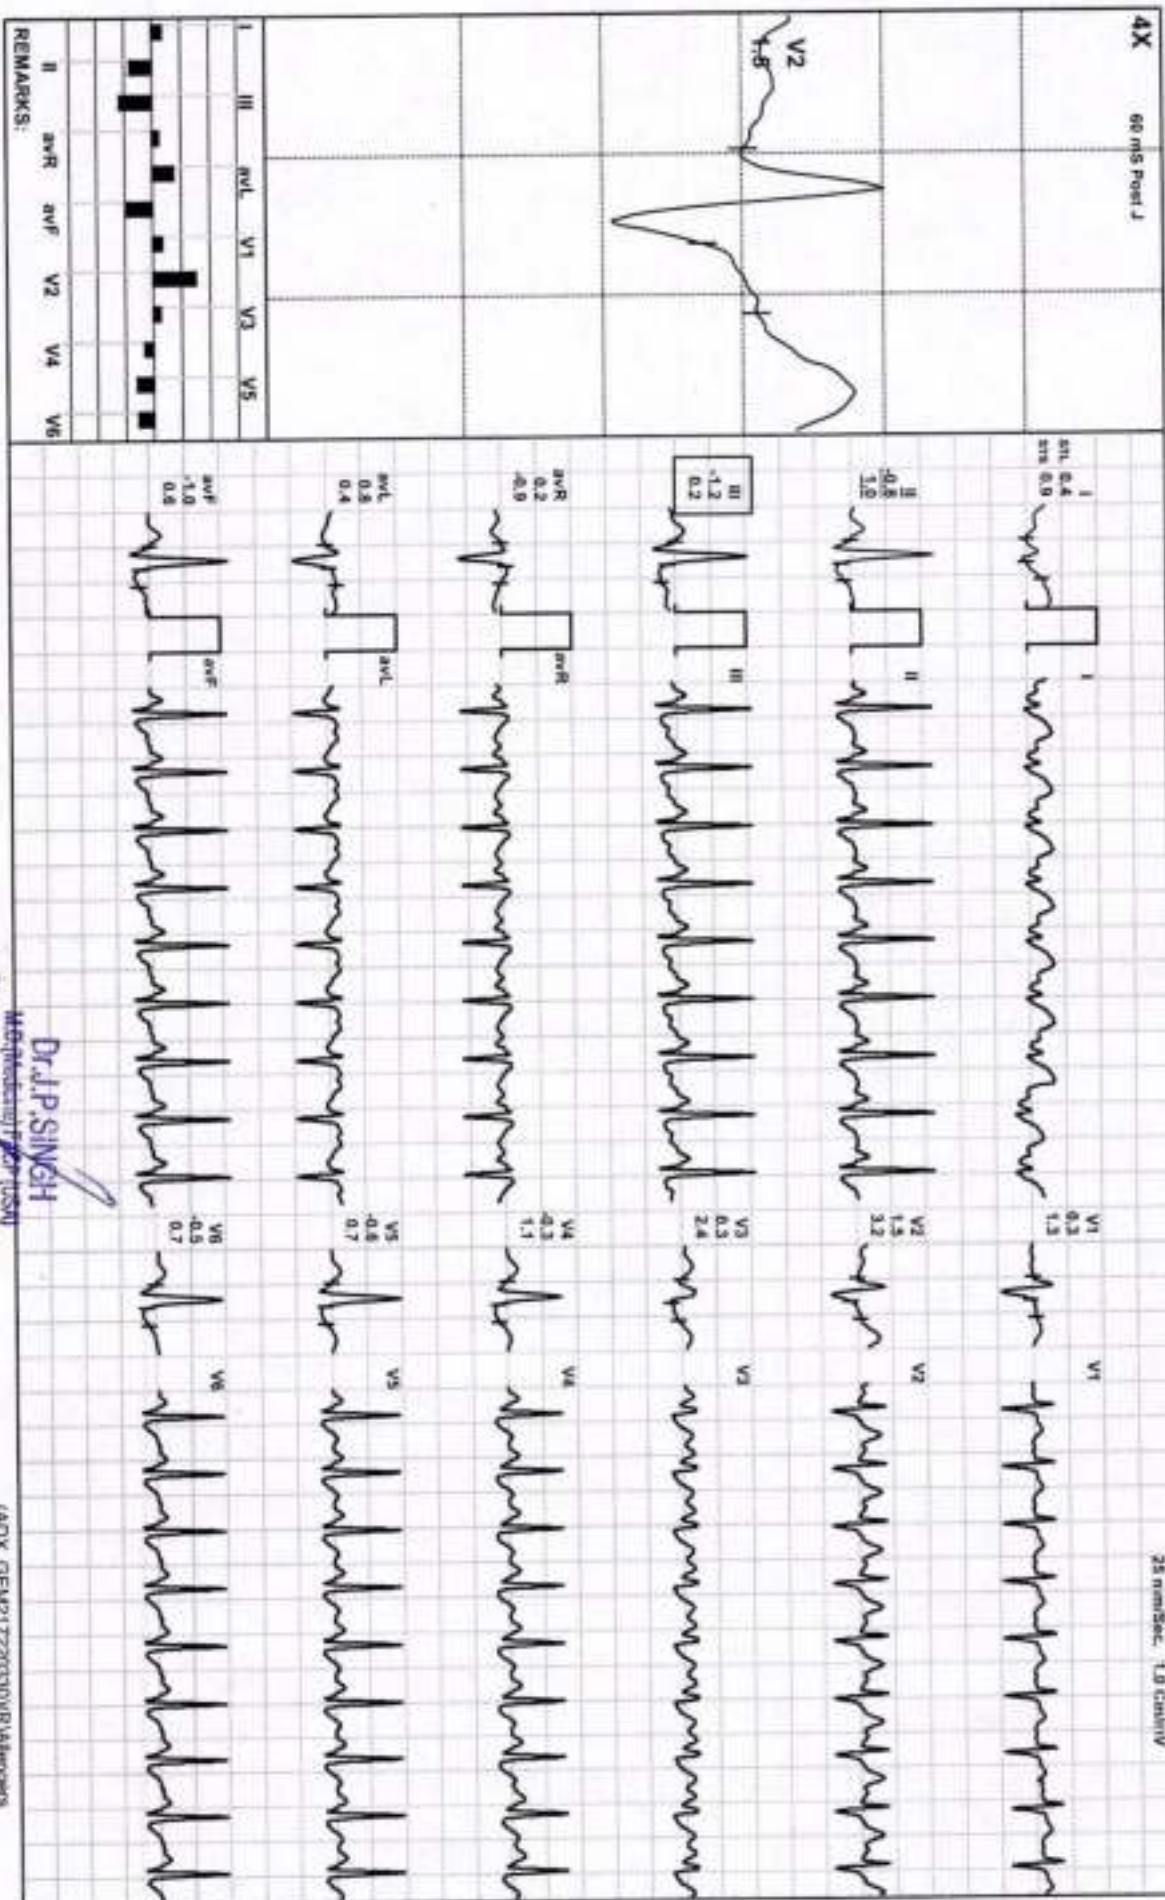 4X
60 mS Post J
V2
1.5
I
III
avL
V1
V3
V5
II
avR
avF
V2
V4
V6
REMARKS:
25 mm/Sec. 1.0 Cm/mV
I
STL 0.4
STS 0.9
I
V1
0.3
1.3
V1
II
-0.8
1.0
II
V2
1.5
3.2
V2
III
-1.2
0.2
III
V3
0.3
2.4
V3
avR
0.2
-0.9
avR
V4
-0.3
1.1
V4
avL
0.8
0.4
avL
V5
-0.6
0.7
V5
avF
-1.0
0.6
avF
V6
-0.5
0.7
V6
Dr.J.P.SINGH